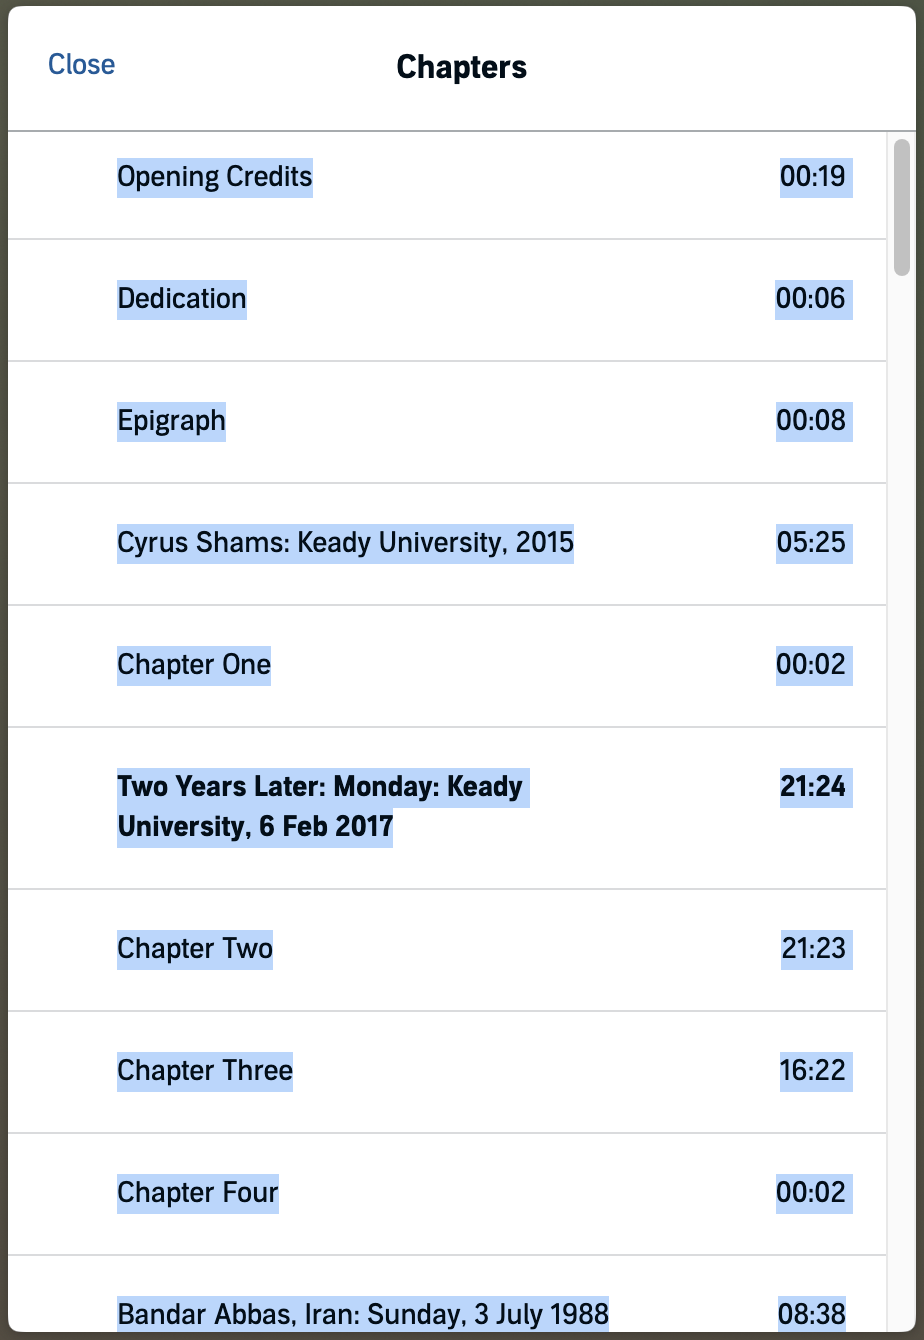 Close
Chapters
Opening Credits 00:19
Dedication 00:06
Epigraph 00:08
Cyrus Shams: Keady University, 2015 05:25
Chapter One 00:02
Two Years Later: Monday: Keady 21:24
University, 6 Feb 2017
Chapter Two 21:23
Chapter Three 16:22
Chapter Four 00:02
Bandar Abbas, Iran: Sunday, 3 July 1988 08:38